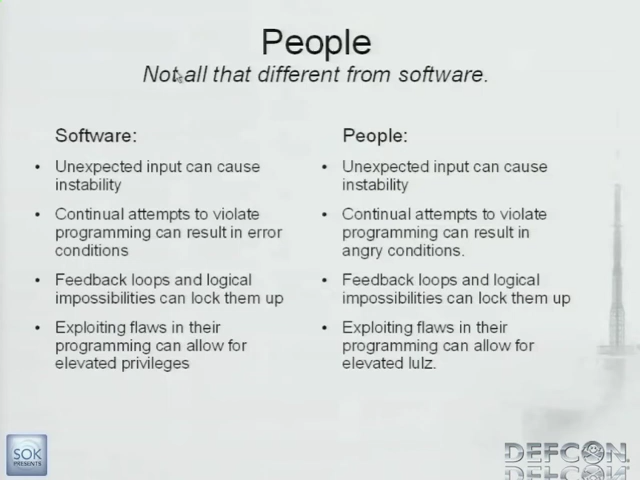 People
Not all that different from software.
Software:
• Unexpected input can cause
instability
• Continual attempts to violate
programming can result in error
conditions
• Feedback loops and logical
impossibilities can lock them up
• Exploiting flaws in their
programming can allow for
elevated privileges
People:
• Unexpected input can cause
instability
• Continual attempts to violate
programming can result in
angry conditions.
• Feedback loops and logical
impossibilities can lock them up
• Exploiting flaws in their
programming can allow for
elevated lulz.
SOK
PRESENTS
DEFCON